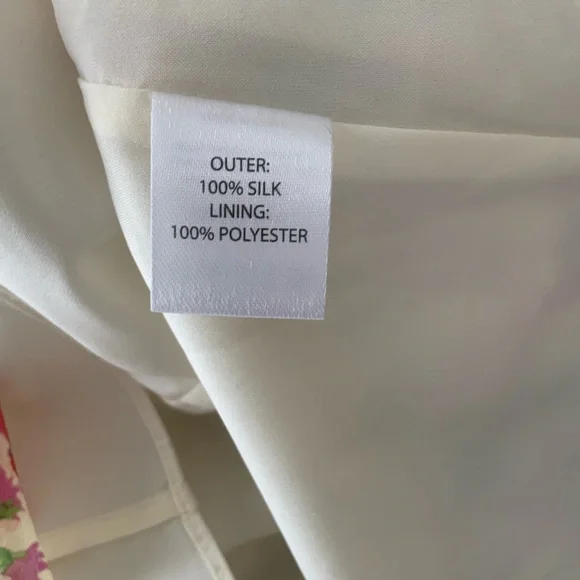 OUTER:
100% SILK
LINING:
100% POLYESTER